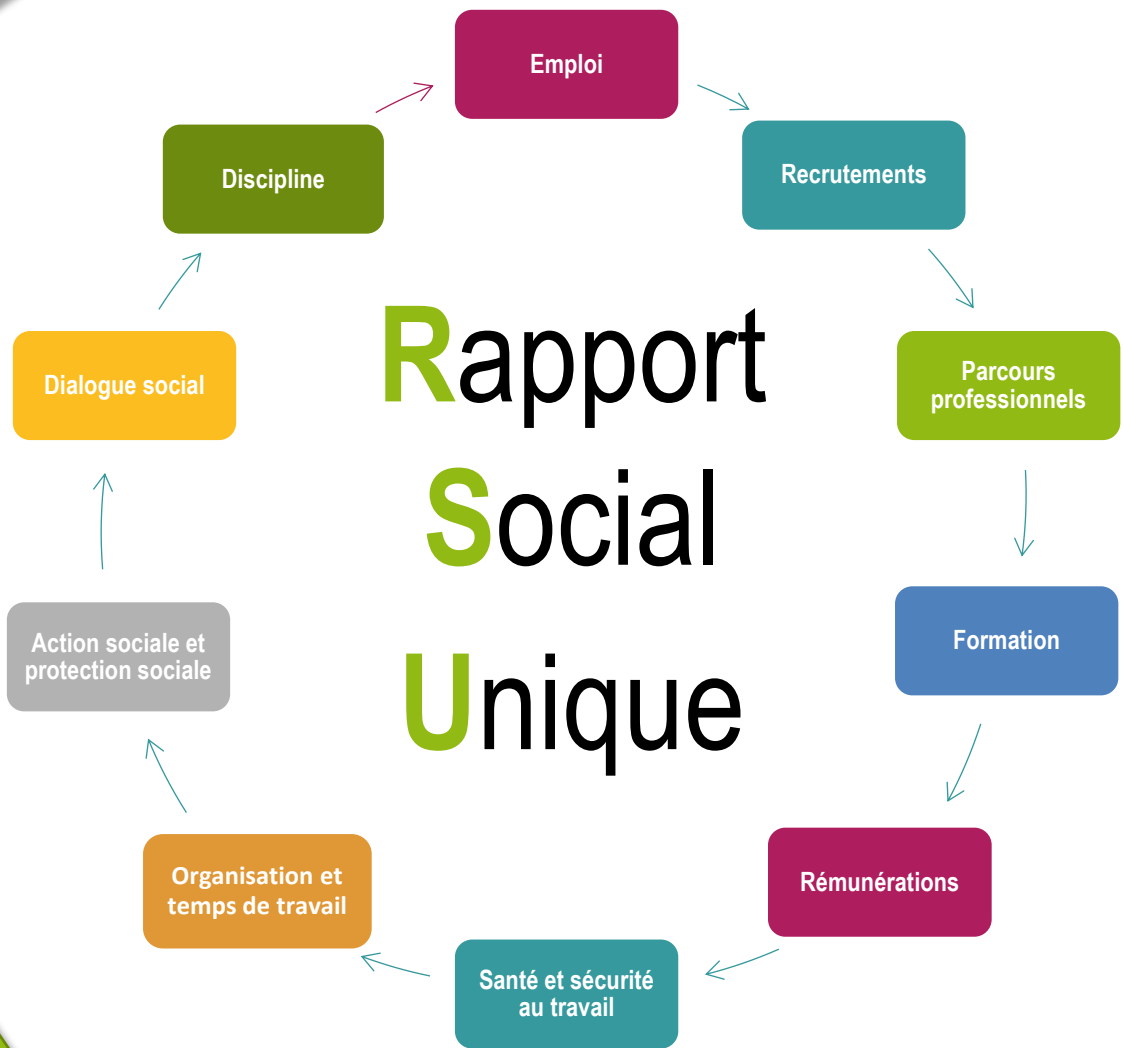 Emploi
Recrutements
Parcours
professionnels
Formation
Rémunérations
Santé et sécurité
au travail
Organisation et
temps de travail
Action sociale et
protection sociale
Dialogue social
Discipline
Rapport
Social
Unique